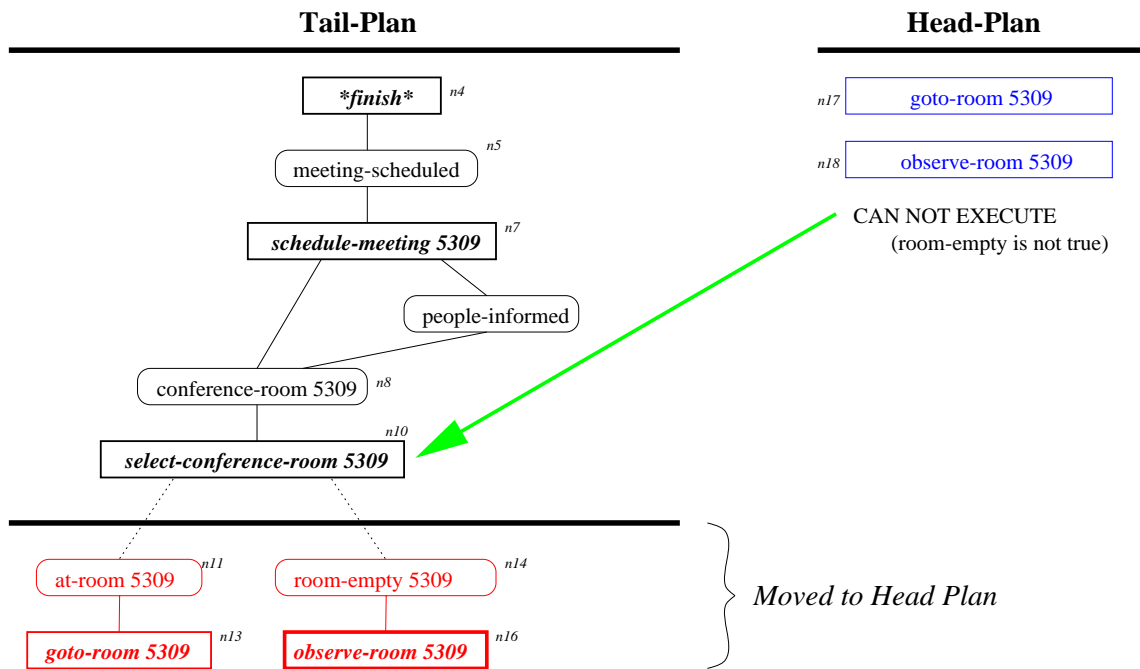 Tail-Plan
Head-Plan
*finish*
n4
n5
meeting-scheduled
schedule-meeting 5309
n7
people-informed
conference-room 5309
n8
n10
select-conference-room 5309
n17
goto-room 5309
n18
observe-room 5309
CAN NOT EXECUTE
(room-empty is not true)
n11
at-room 5309
n14
room-empty 5309
n13
goto-room 5309
n16
observe-room 5309
Moved to Head Plan